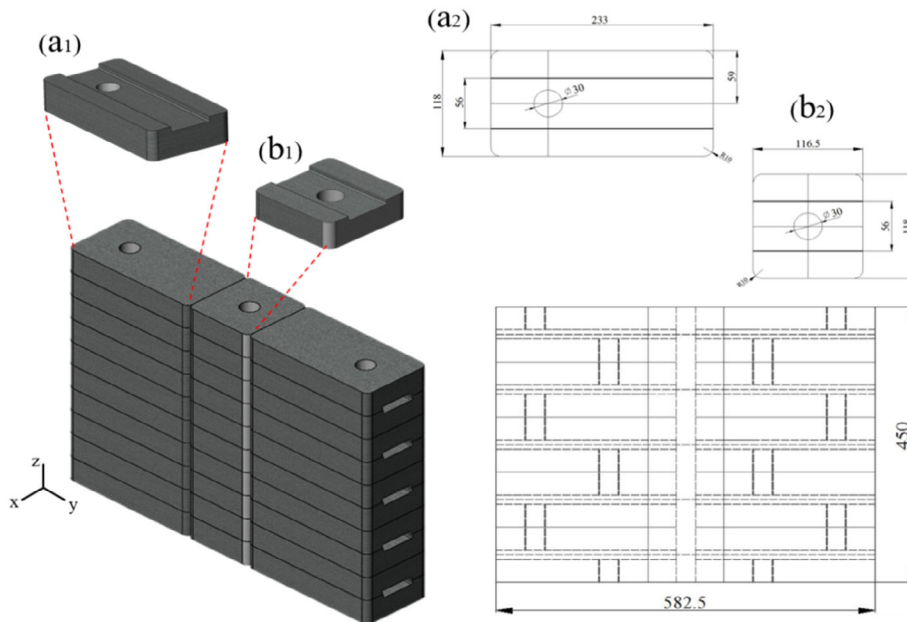 (a1)
(a2)
233
118
56
Ø30
59
R10
(b1)
(b2)
116.5
Ø30
56
118
R10
z
x
y
450
582.5